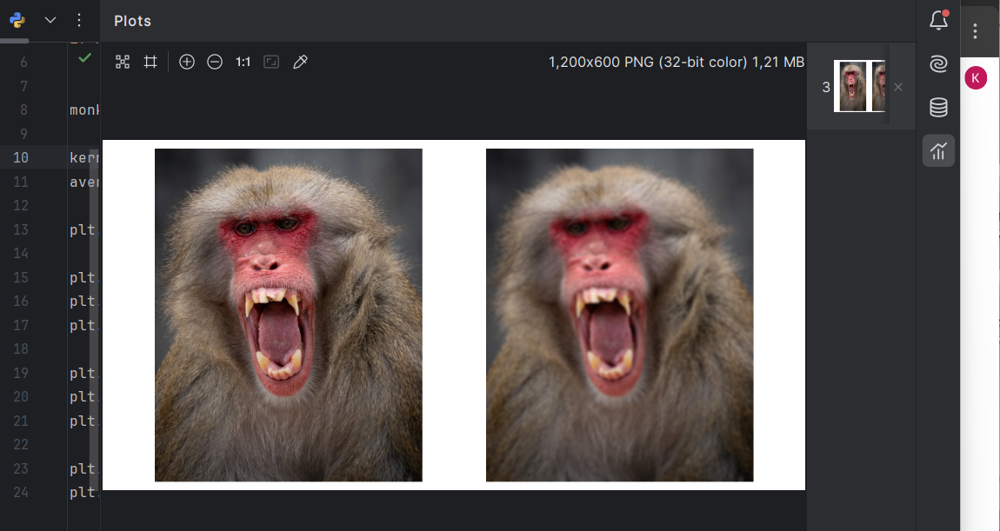 Plots
1:1
1,200x600 PNG (32-bit color) 1,21 MB
3
K
6
7
8 monk
9
10 kern
11 aver
12
13 plt.
14
15 plt.
16 plt.
17 plt.
18
19 plt.
20 plt.
21 plt.
22
23 plt.
24 plt.